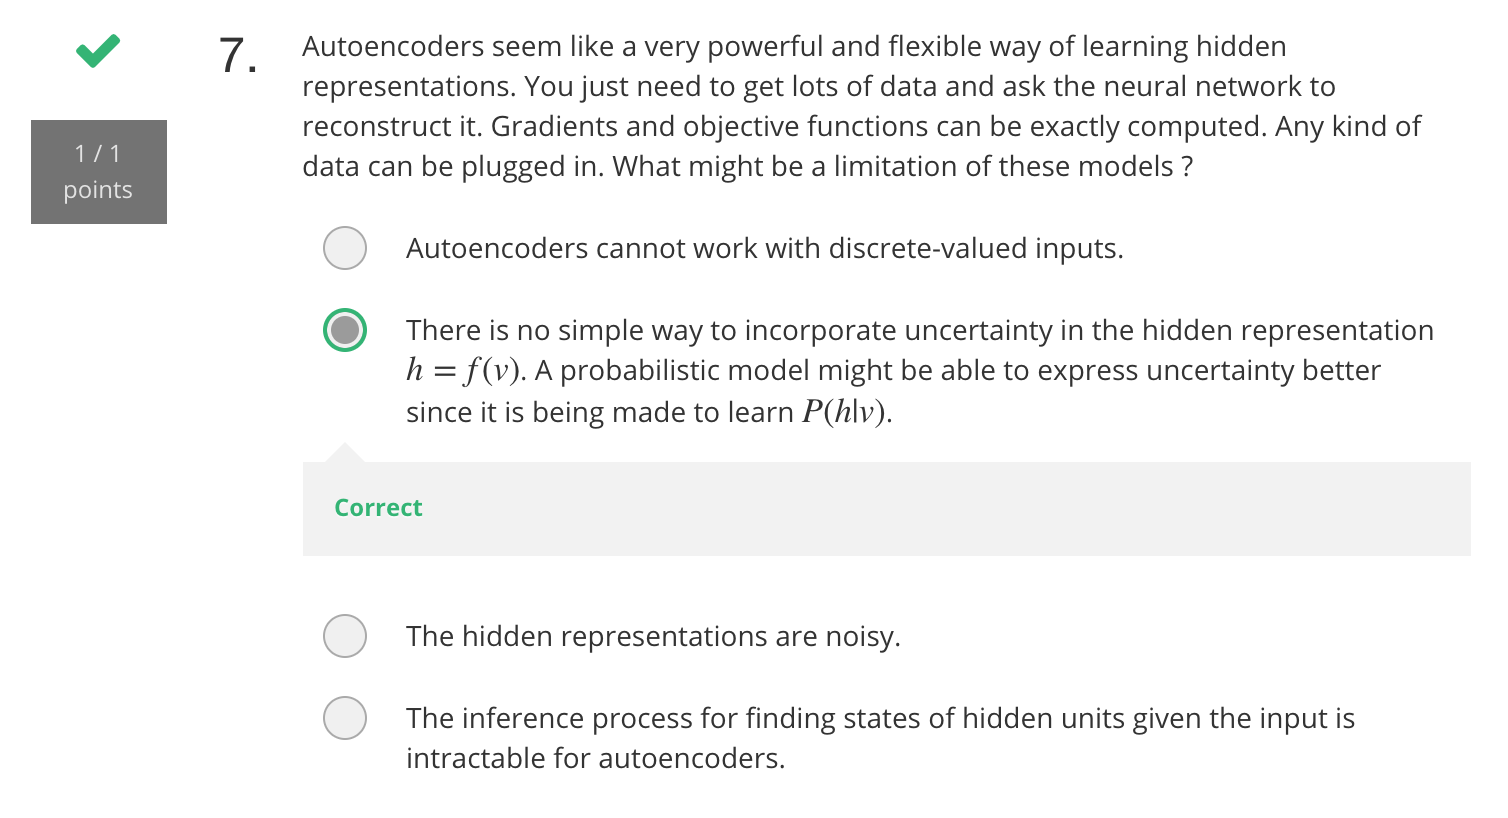 1 / 1
points
7.
Autoencoders seem like a very powerful and flexible way of learning hidden
representations. You just need to get lots of data and ask the neural network to
reconstruct it. Gradients and objective functions can be exactly computed. Any kind of
data can be plugged in. What might be a limitation of these models ?
Autoencoders cannot work with discrete-valued inputs.
There is no simple way to incorporate uncertainty in the hidden representation
h = f(v). A probabilistic model might be able to express uncertainty better
since it is being made to learn P(h|v).
Correct
The hidden representations are noisy.
The inference process for finding states of hidden units given the input is
intractable for autoencoders.